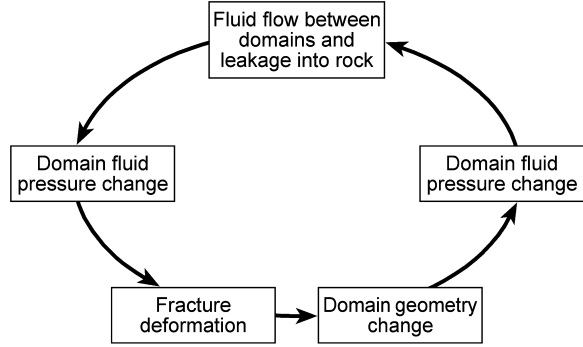 Fluid flow between
domains and
leakage into rock
Domain fluid
pressure change
Domain fluid
pressure change
Fracture
deformation
Domain geometry
change